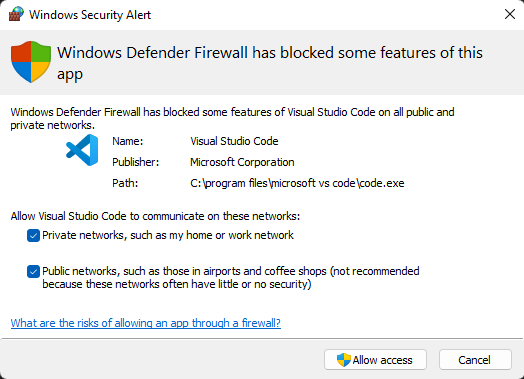 Windows Security Alert
Windows Defender Firewall has blocked some features of this
app
Windows Defender Firewall has blocked some features of Visual Studio Code on all public and
private networks.
Name: Visual Studio Code
Publisher: Microsoft Corporation
Path: C:\program files\microsoft vs code\code.exe
Allow Visual Studio Code to communicate on these networks:
Private networks, such as my home or work network
Public networks, such as those in airports and coffee shops (not recommended
because these networks often have little or no security)
What are the risks of allowing an app through a firewall?
Allow access Cancel